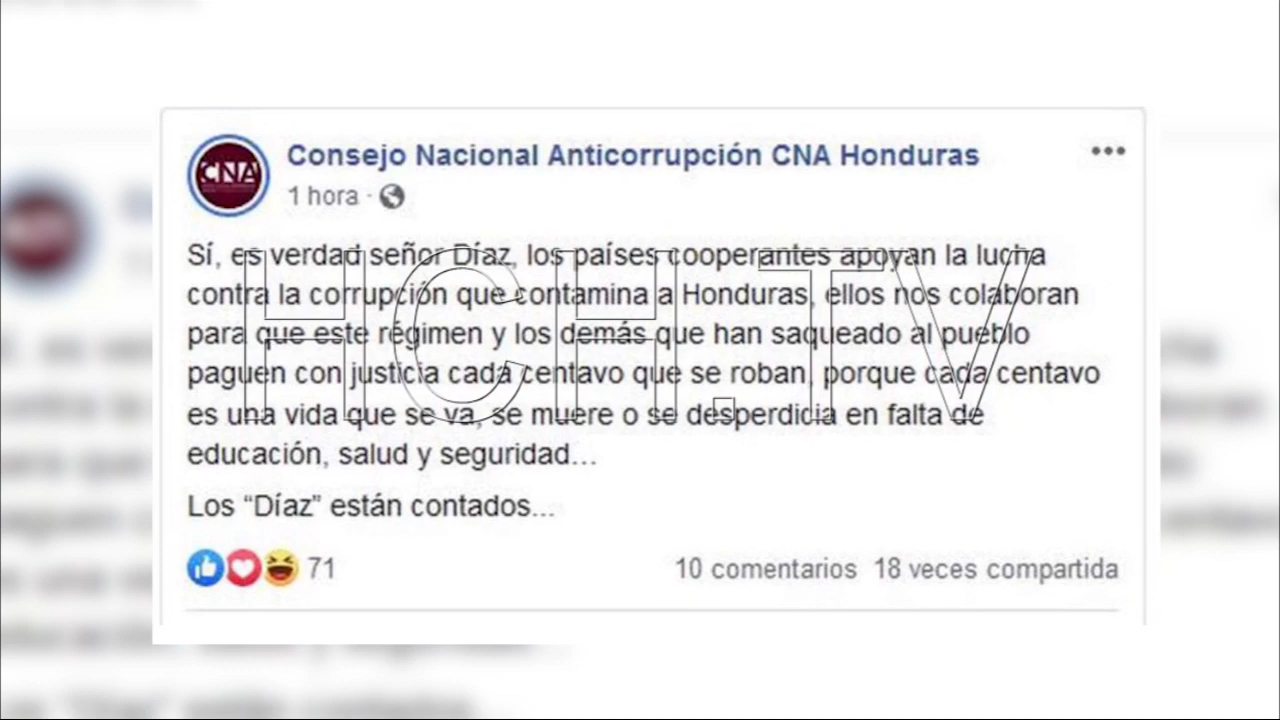 Consejo Nacional Anticorrupción CNA Honduras
CNA
1 hora ·
Sí, es verdad señor Díaz, los países cooperantes apoyan la lucha
contra la corrupción que contamina a Honduras, ellos nos colaboran
para que este régimen y los demás que han saqueado al pueblo
paguen con justicia cada centavo que se roban, porque cada centavo
es una vida que se va, se muere o se desperdicia en falta de
educación, salud y seguridad...
Los “Díaz” están contados...
HCH.TV
71
10 comentarios 18 veces compartida